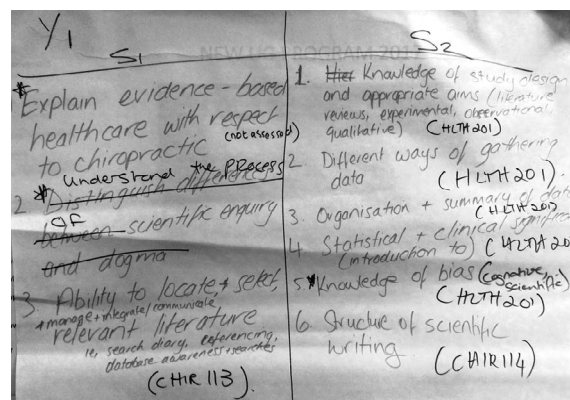 Y1
S1
NEW UG PROGRAM 201
* Explain evidence-based
healthcare with respect
(not assessed)
to chiropractic
understand the PROCESS
2. * Distinguish differences
OF
between scientific enquiry
and dogma
3. Ability to locate + select,
+ manage + integrate/communicate
relevant literature
ie, search diary, referencing,
database awareness + searches
(CHIR 113).
S2
1. Hier Knowledge of study design
and appropriate aims (literature
reviews, experimental, observational,
qualitative) (HLTH201)
2. Different ways of gathering
data (HLTH201).
3. Organisation + summary of data
(HLTH201)
4. Statistical + clinical
(introduction to) (HLTH20
5 * Knowledge of bias (cognative,
scientific)
(HLTH201)
6. Structure of scientific
writing (CHIR114)